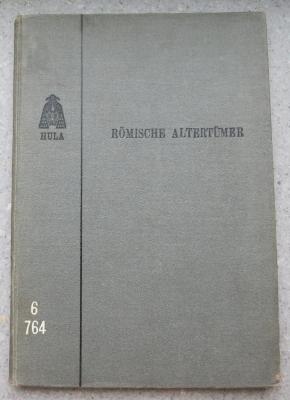 HULA
RÖMISCHE ALTERTÜMER
6
764